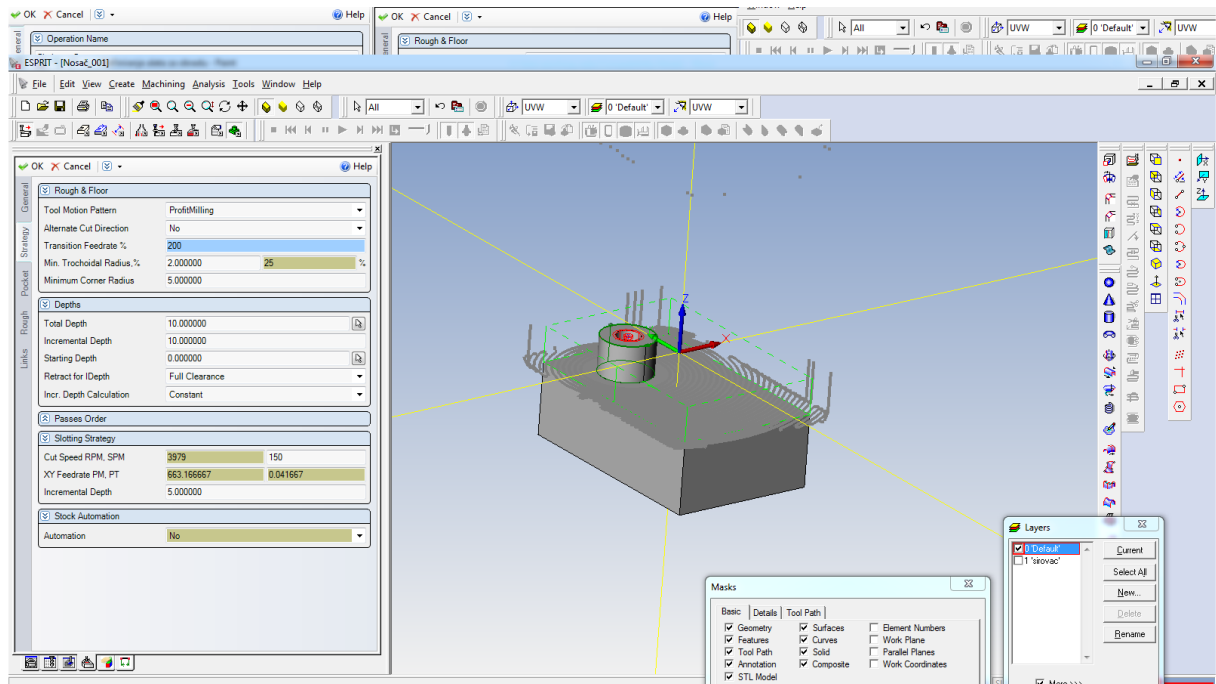 OK Cancel Help
OK Cancel Help
All
UVW
0 'Default'
UVW
Operation Name
Rough & Floor
ESPRIT - [Nosač_001]
File Edit View Create Machining Analysis Tools Window Help
All
UVW
0 'Default'
UVW
OK Cancel Help
General
Strategy
Pocket
Rough
Links
Rough & Floor
Tool Motion Pattern ProfitMilling
Alternate Cut Direction No
Transition Feedrate % 200
Min. Trochoidal Radius,% 2.000000 25 %
Minimum Corner Radius 5.000000
Depths
Total Depth 10.000000
Incremental Depth 10.000000
Starting Depth 0.000000
Retract for IDepth Full Clearance
Incr. Depth Calculation Constant
Passes Order
Slotting Strategy
Cut Speed RPM, SPM 3979 150
XY Feedrate PM, PT 663.166667 0.041667
Incremental Depth 5.000000
Stock Automation
Automation No
Z
X
Layers
0 'Default'
1 'sirovac'
Current
Select All
New...
Delete
Rename
More >>>
Masks
Basic Details Tool Path
Geometry Surfaces Element Numbers
Features Curves Work Plane
Tool Path Solid Parallel Planes
Annotation Composite Work Coordinates
STL Model